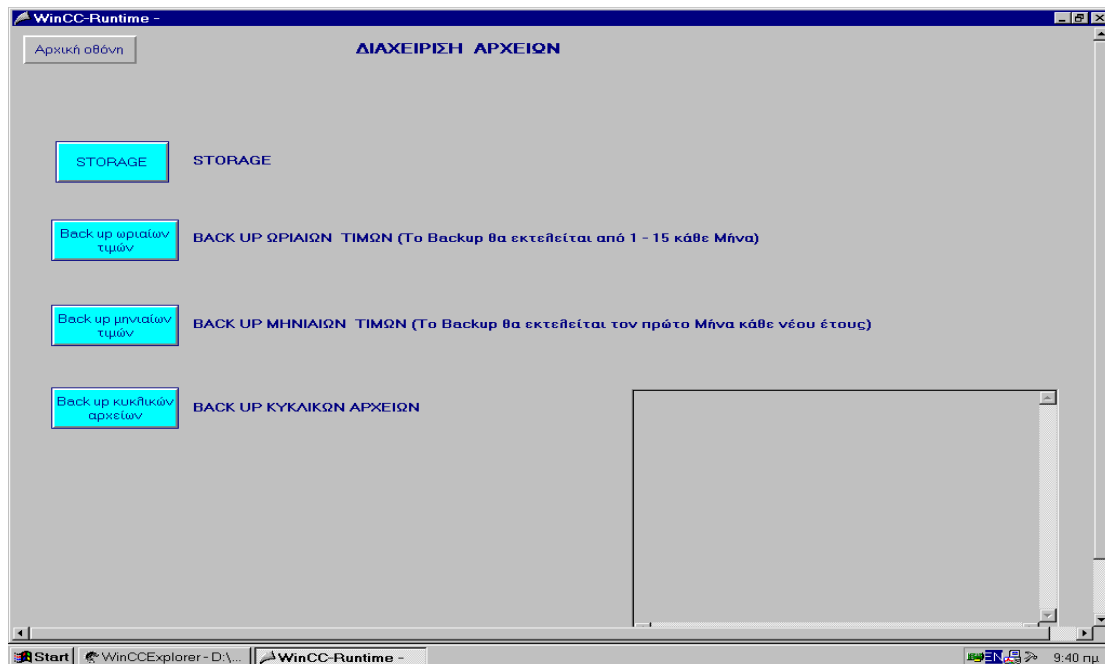 WinCC-Runtime -
Αρχική οθόνη
ΔΙΑΧΕΙΡΙΣΗ ΑΡΧΕΙΩΝ
STORAGE
STORAGE
Back up ωριαίων
τιμών
BACK UP ΩΡΙΑΙΩΝ ΤΙΜΩΝ (Το Backup θα εκτελείται από 1 - 15 κάθε Μήνα)
Back up μηνιαίων
τιμών
BACK UP ΜΗΝΙΑΙΩΝ ΤΙΜΩΝ (Το Backup θα εκτελείται τον πρώτο Μήνα κάθε νέου έτους)
Back up κυκλικών
αρχείων
BACK UP ΚΥΚΛΙΚΩΝ ΑΡΧΕΙΩΝ
Start
WinCCExplorer - D:\...
WinCC-Runtime -
EN
9:40 πμ